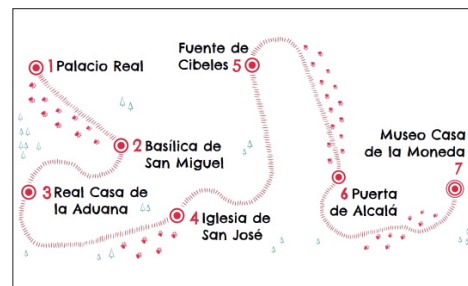 1 Palacio Real
2 Basílica de
San Miguel
3 Real Casa de
la Aduana
4 Iglesia de
San José
Fuente de
Cibeles 5
6 Puerta
de Alcalá
Museo Casa
de la Moneda
7